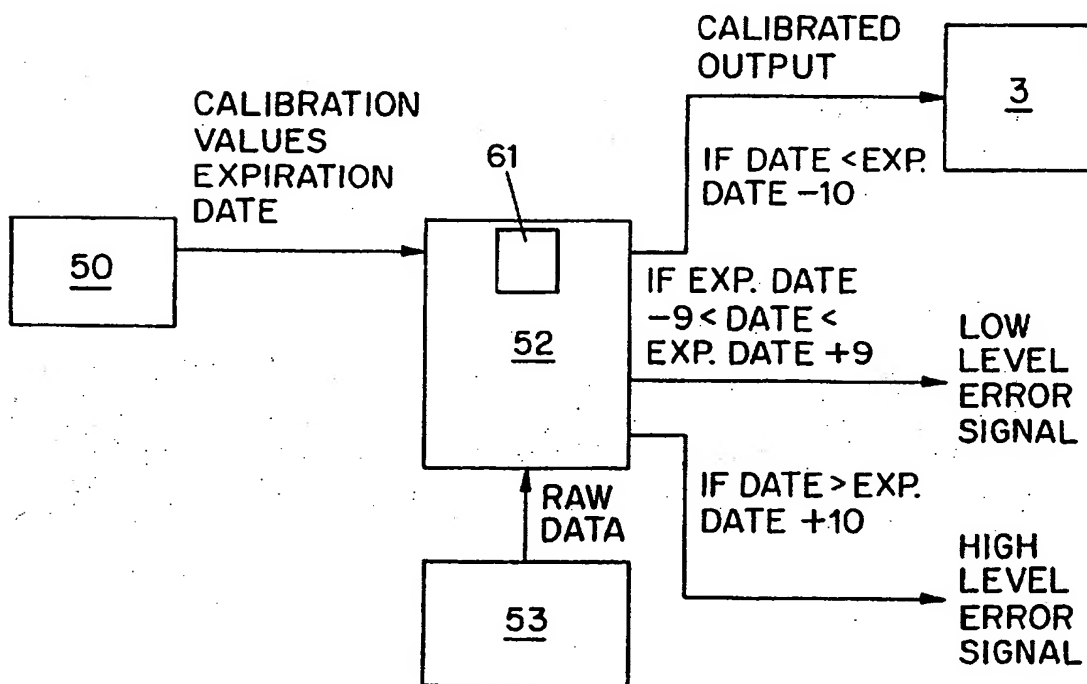 CALIBRATED
OUTPUT
3
CALIBRATION
VALUES
EXPIRATION
DATE
61
IF DATE <EXP.
DATE -10
50
52
IF EXP. DATE
-9< DATE <
EXP. DATE +9
LOW
LEVEL
ERROR
SIGNAL
IF DATE > EXP.
DATE +10
RAW
DATA
53
HIGH
LEVEL
ERROR
SIGNAL